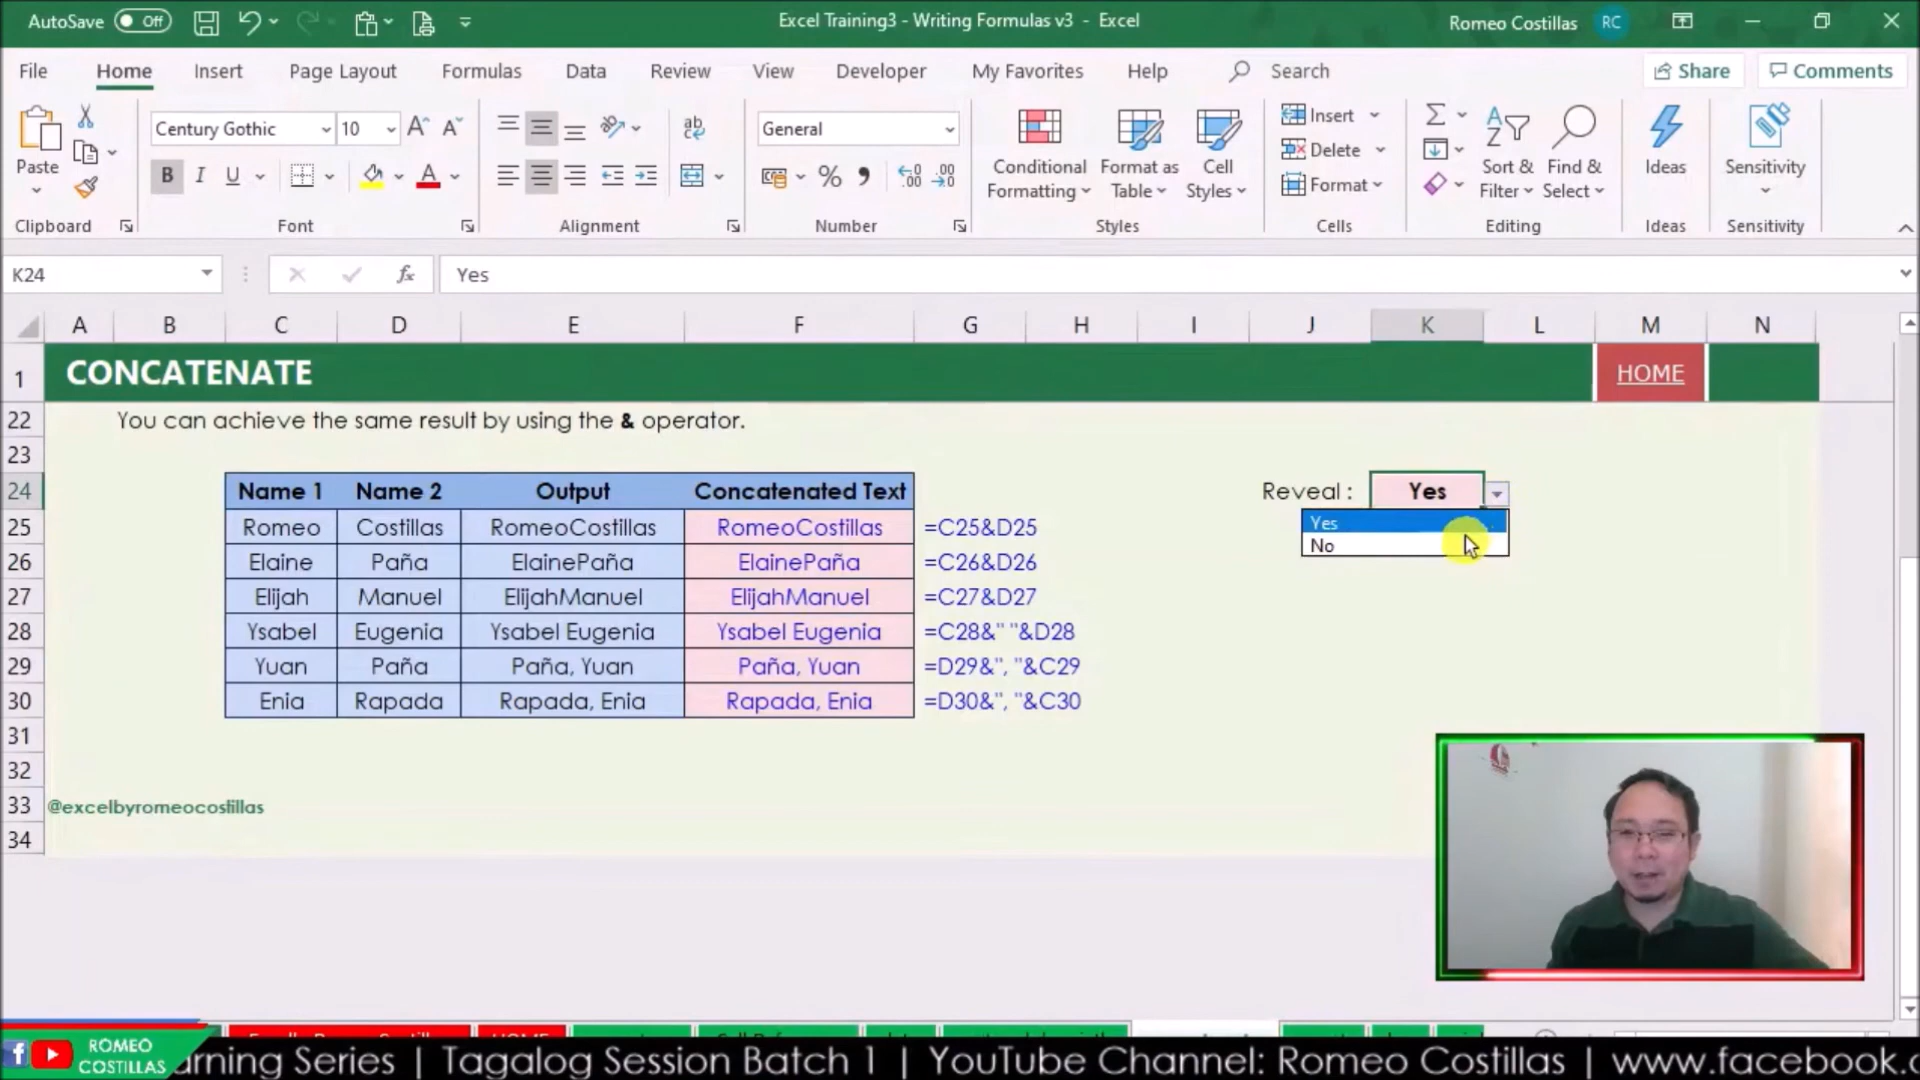 AutoSave Off
Excel Training3 - Writing Formulas v3 - Excel
Romeo Costillas RC
File Home Insert Page Layout Formulas Data Review View Developer My Favorites Help Search Share Comments
Paste
Clipboard
Century Gothic 10
B I U
Font
ab
Alignment
General
%
Number
Conditional Formatting
Format as Table
Cell Styles
Styles
Insert
Delete
Format
Cells
Sort & Filter
Find & Select
Editing
Ideas
Ideas
Sensitivity
Sensitivity
K24 fx Yes
A B C D E F G H I J K L M N
1 CONCATENATE HOME
22 You can achieve the same result by using the & operator.
23
24 Name 1 Name 2 Output Concatenated Text Reveal : Yes
25 Romeo Costillas RomeoCostillas RomeoCostillas =C25&D25
Yes
No
26 Elaine Paña ElainePaña ElainePaña =C26&D26
27 Elijah Manuel ElijahManuel ElijahManuel =C27&D27
28 Ysabel Eugenia Ysabel Eugenia Ysabel Eugenia =C28&" "&D28
29 Yuan Paña Paña, Yuan Paña, Yuan =D29&", "&C29
30 Enia Rapada Rapada, Enia Rapada, Enia =D30&", "&C30
31
32
33 @excelbyromeocostillas
34
ROMEO
COSTILLAS
arning Series | Tagalog Session Batch 1 | YouTube Channel: Romeo Costillas | www.facebook.c